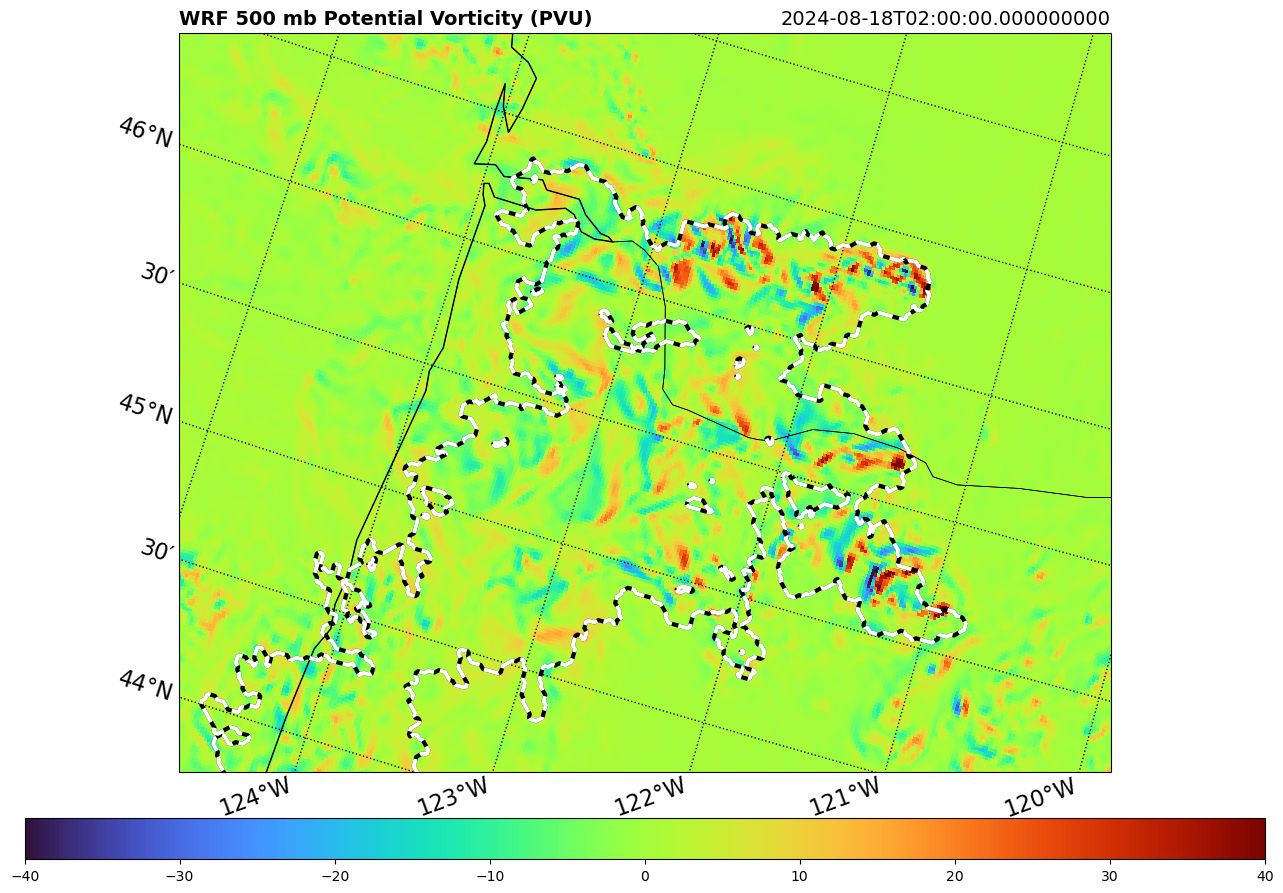 WRF 500 mb Potential Vorticity (PVU) 2024-08-18T02:00:00.000000000
46°N
30′
45°N
30′
44°N
124°W 123°W 122°W 121°W 120°W
−40 −30 −20 −10 0 10 20 30 40